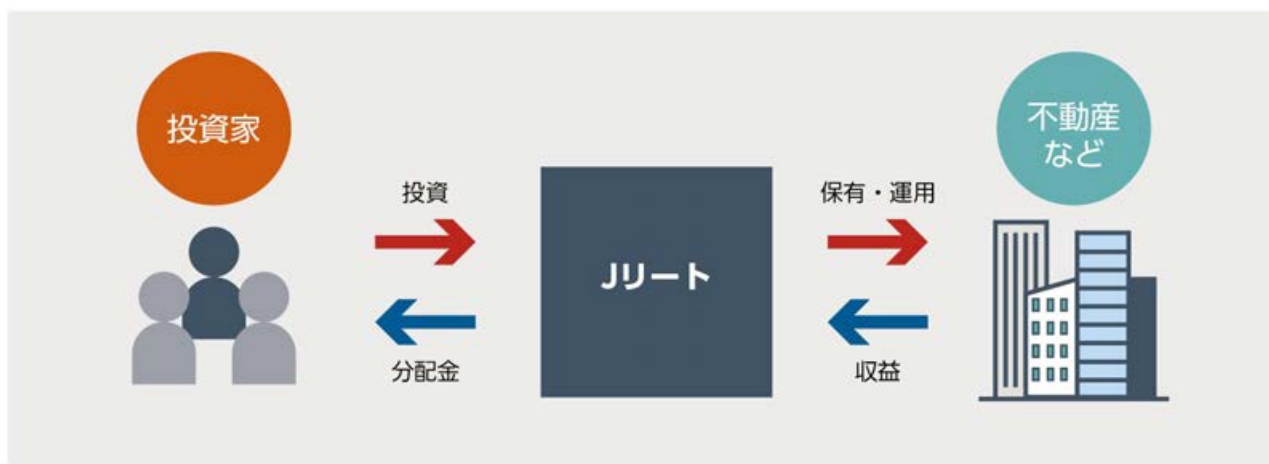 投資家
不動産
など
投資
保有・運用
Jリート
分配金
収益